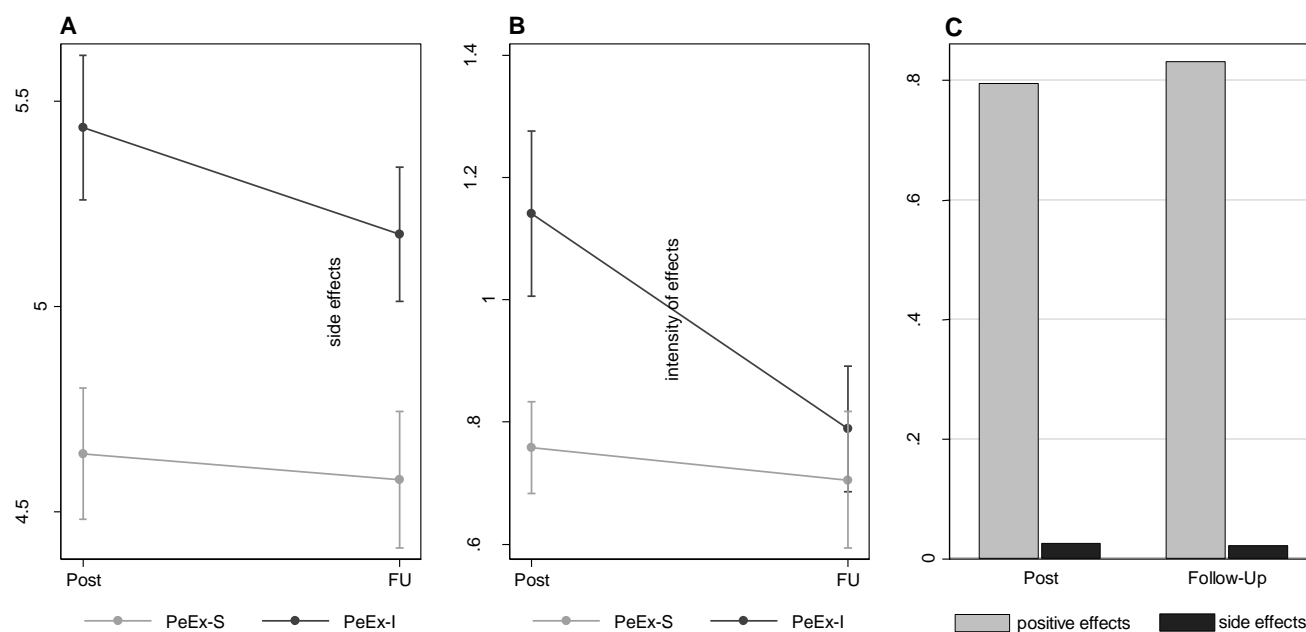 A
5.5
5
4.5
side effects
Post FU
PeEx-S PeEx-I
B
1.4
1.2
1
.8
.6
intensity of effects
Post FU
PeEx-S PeEx-I
C
.8
.6
.4
.2
0
Post Follow-Up
positive effects side effects